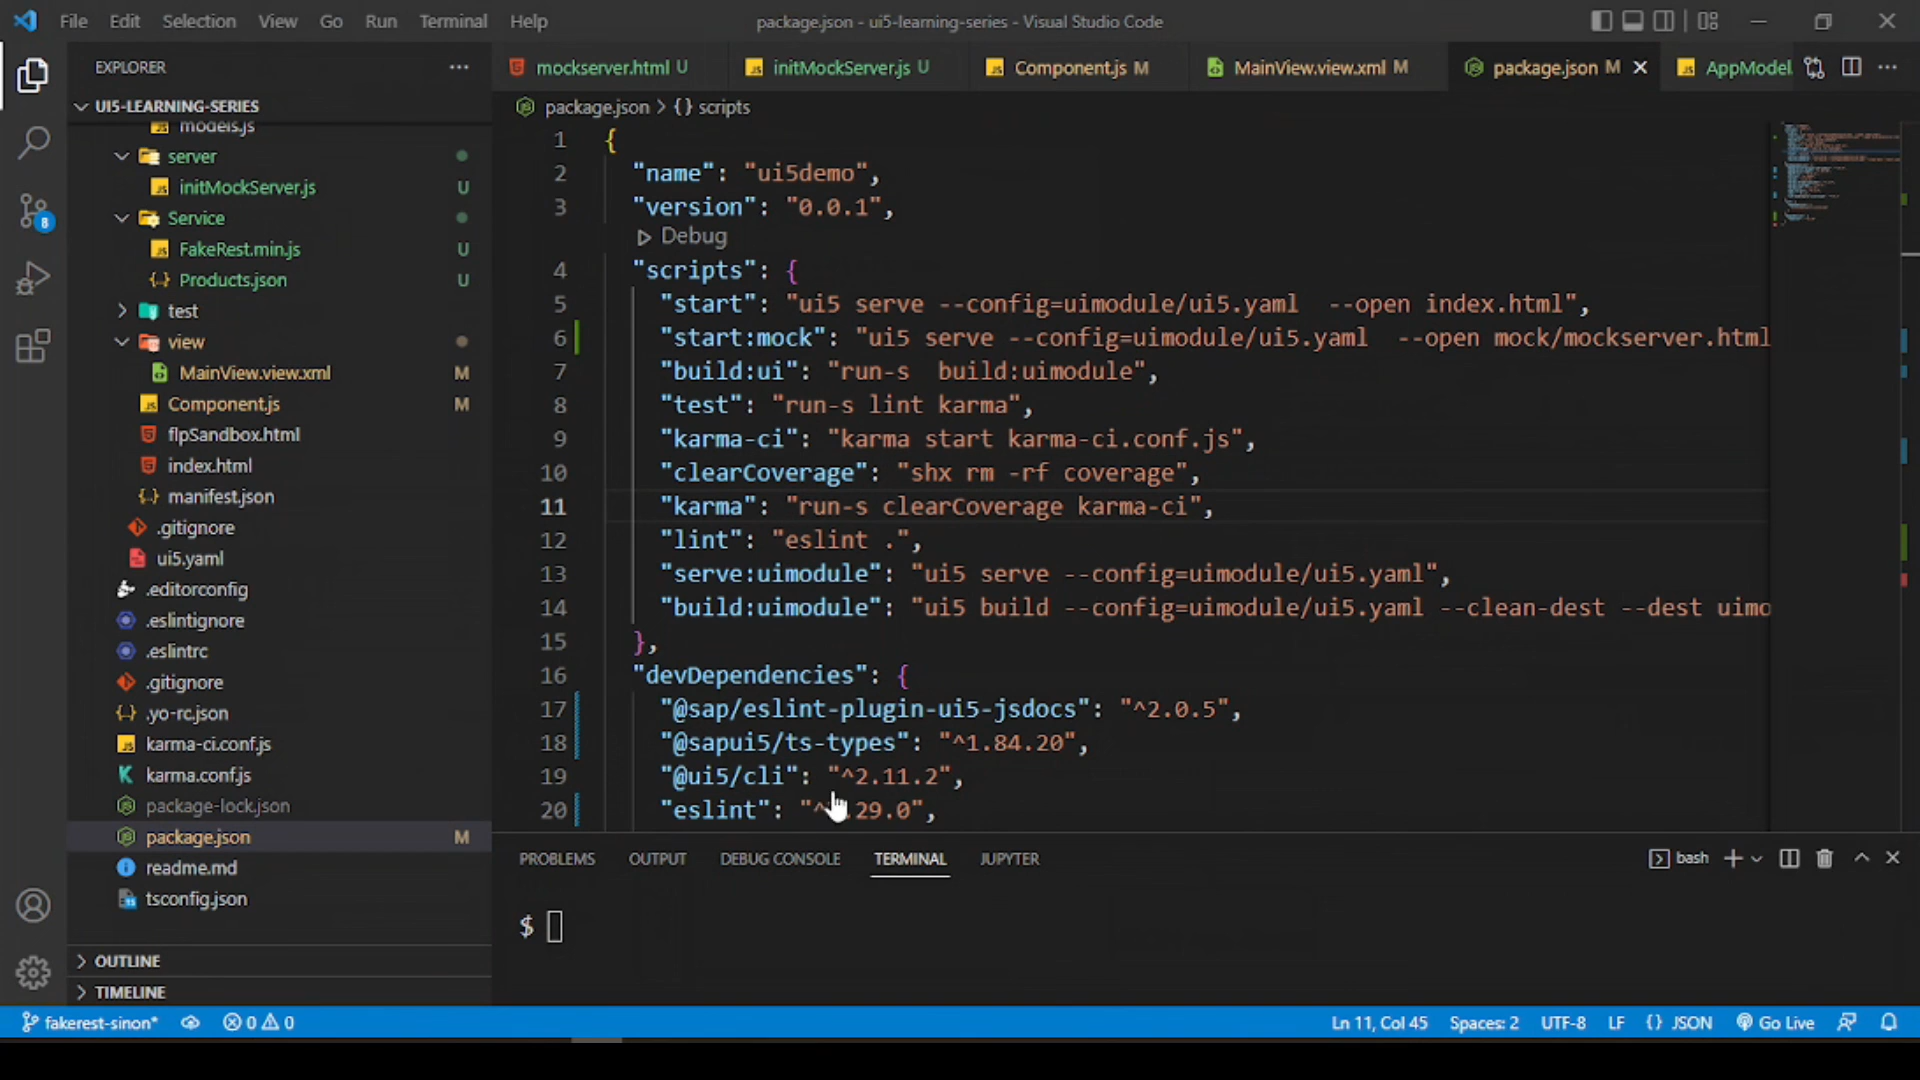 File Edit Selection View Go Run Terminal Help
package.json - ui5-learning-series - Visual Studio Code
EXPLORER
UI5-LEARNING-SERIES
models.js
server
initMockServer.js U
Service
FakeRest.min.js U
Products.json U
test
view
MainView.view.xml M
Component.js M
flpSandbox.html
index.html
manifest.json
.gitignore
ui5.yaml
.editorconfig
.eslintignore
.eslintrc
.gitignore
.yo-rc.json
karma-ci.conf.js
karma.conf.js
package-lock.json
package.json M
readme.md
tsconfig.json
OUTLINE
TIMELINE
8
mockserver.html U
initMockServer.js U
Component.js M
MainView.view.xml M
package.json M
AppModel
package.json > {} scripts
1 {
2 "name": "ui5demo",
3 "version": "0.0.1",
Debug
4 "scripts": {
5 "start": "ui5 serve --config=uimodule/ui5.yaml  --open index.html",
6 "start:mock": "ui5 serve --config=uimodule/ui5.yaml  --open mock/mockserver.html
7 "build:ui": "run-s  build:uimodule",
8 "test": "run-s lint karma",
9 "karma-ci": "karma start karma-ci.conf.js",
10 "clearCoverage": "shx rm -rf coverage",
11 "karma": "run-s clearCoverage karma-ci",
12 "lint": "eslint .",
13 "serve:uimodule": "ui5 serve --config=uimodule/ui5.yaml",
14 "build:uimodule": "ui5 build --config=uimodule/ui5.yaml --clean-dest --dest uimo
15 },
16 "devDependencies": {
17 "@sap/eslint-plugin-ui5-jsdocs": "^2.0.5",
18 "@sapui5/ts-types": "^1.84.20",
19 "@ui5/cli": "^2.11.2",
20 "eslint": "^ .29.0",
PROBLEMS OUTPUT DEBUG CONSOLE TERMINAL JUPYTER
bash
$
fakerest-sinon* 0 0
Ln 11, Col 45 Spaces: 2 UTF-8 LF {} JSON Go Live